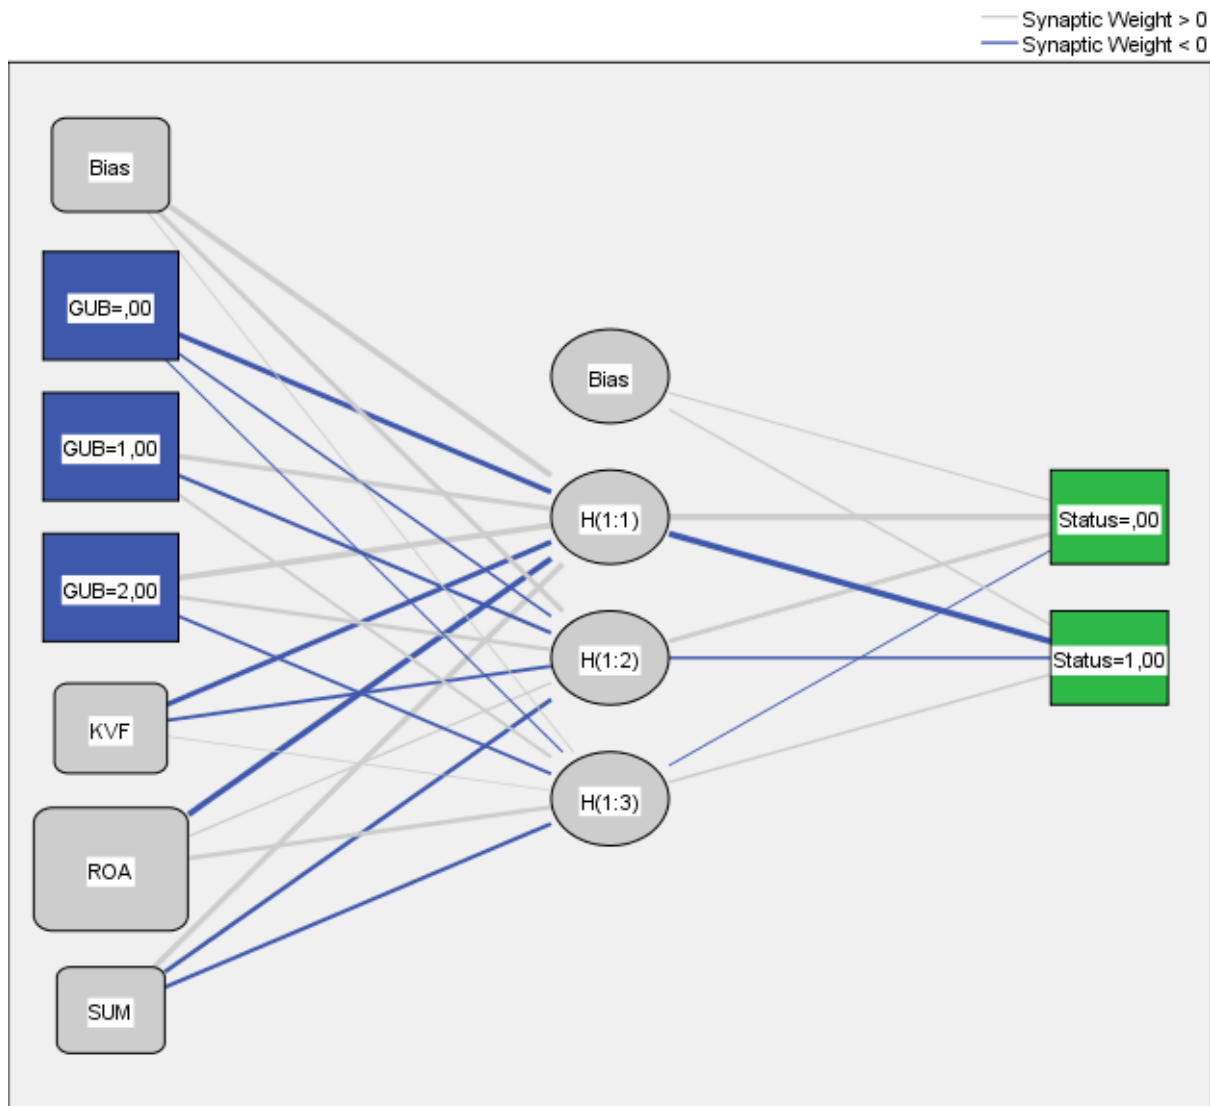 Synaptic Weight > 0
Synaptic Weight < 0
Bias
GUB=,00
GUB=1,00
GUB=2,00
KVF
ROA
SUM
Bias
H(1:1)
H(1:2)
H(1:3)
Status=,00
Status=1,00